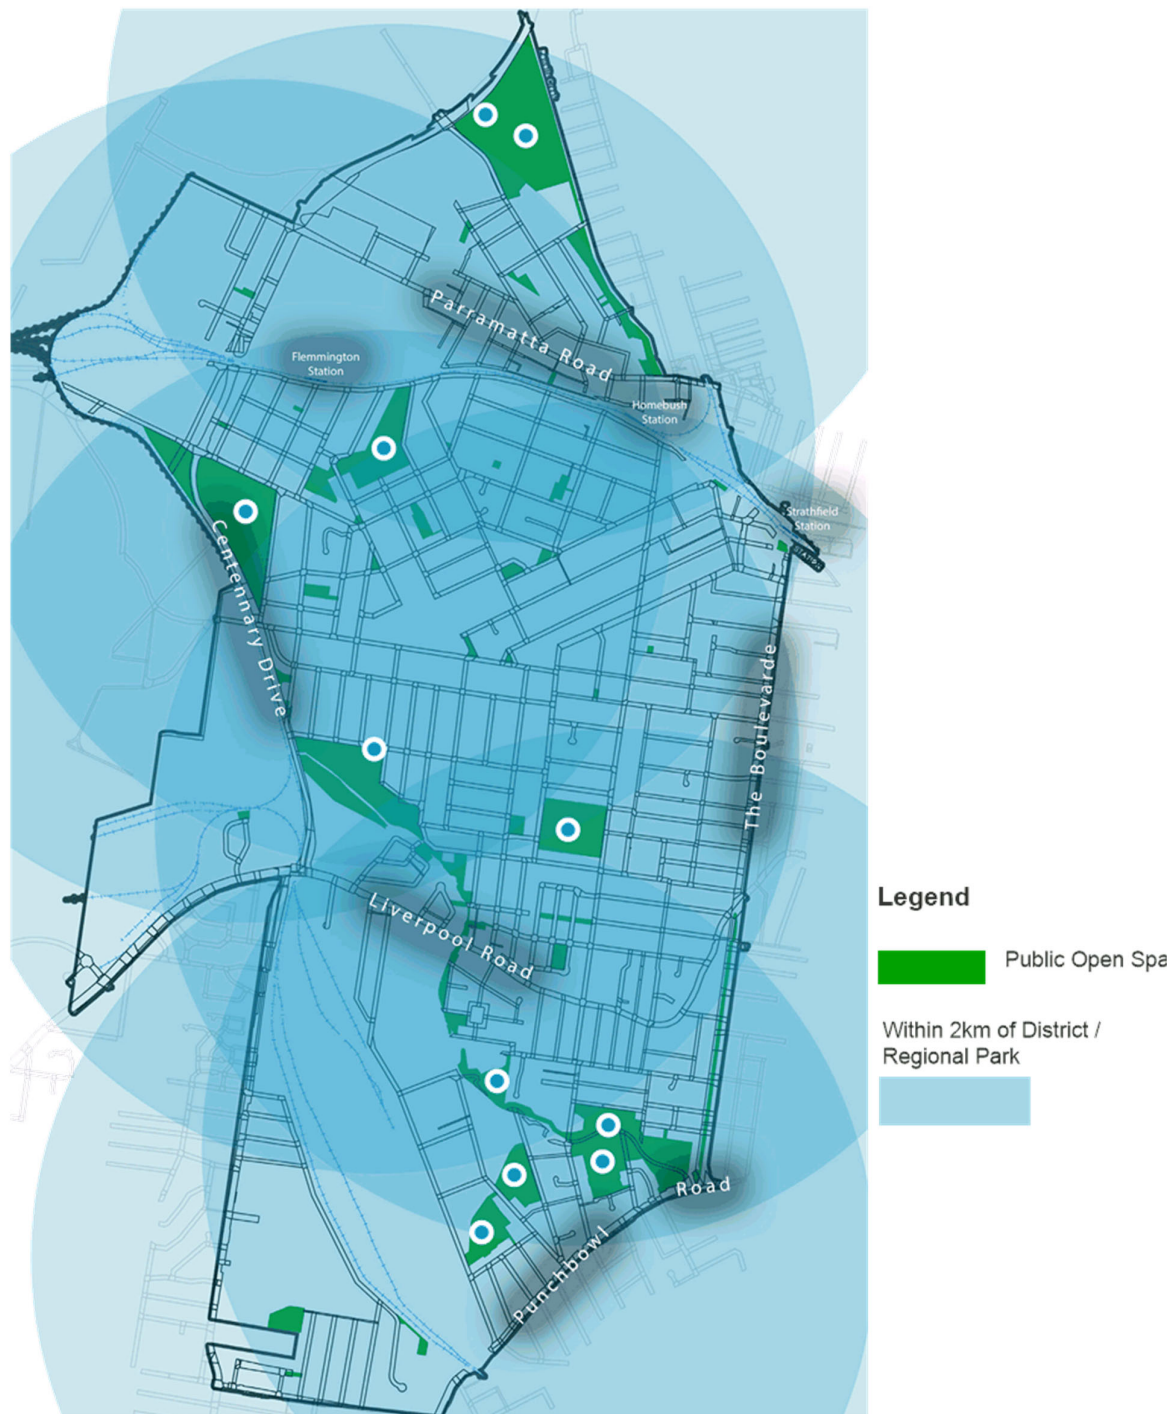 Parramatta Road
Flemmington
Station
Homebush
Station
Strathfield
Station
Centennary Drive
The Boulevarde
Liverpool Road
Punchbowl Road
Legend
Public Open Spa
Within 2km of District /
Regional Park